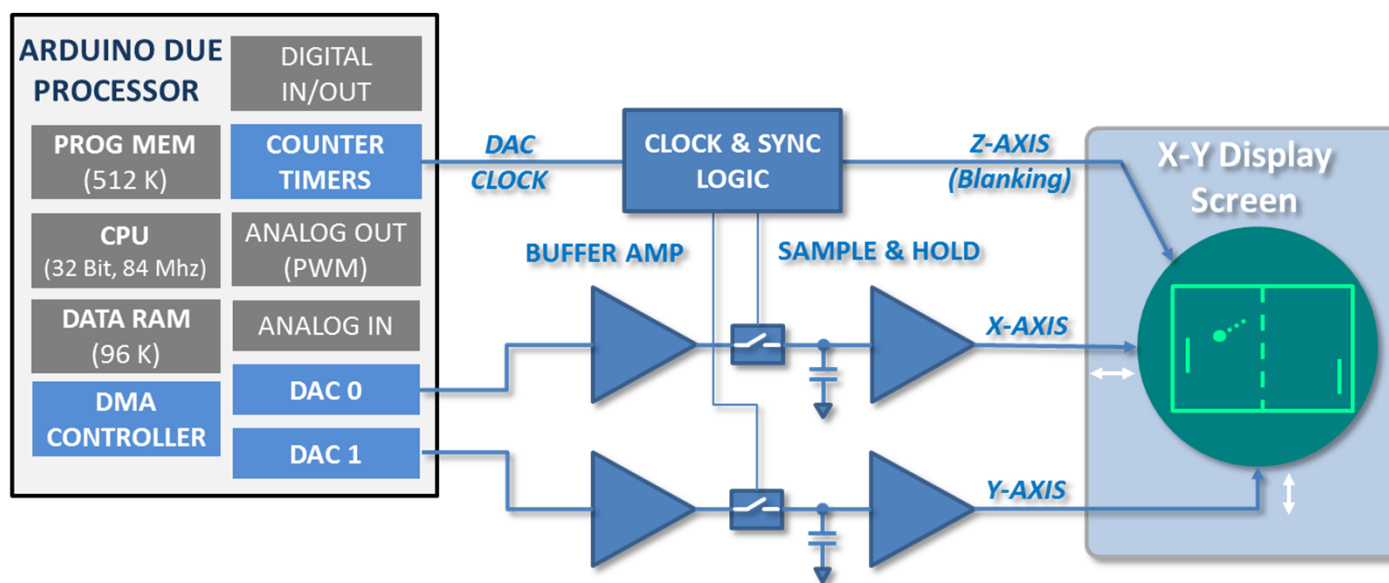 ARDUINO DUE
PROCESSOR
PROG MEM
(512 K)
CPU
(32 Bit, 84 Mhz)
DATA RAM
(96 K)
DMA
CONTROLLER
DIGITAL
IN/OUT
COUNTER
TIMERS
ANALOG OUT
(PWM)
ANALOG IN
DAC 0
DAC 1
DAC
CLOCK
CLOCK & SYNC
LOGIC
Z-AXIS
(Blanking)
BUFFER AMP
SAMPLE & HOLD
X-AXIS
Y-AXIS
X-Y Display
Screen